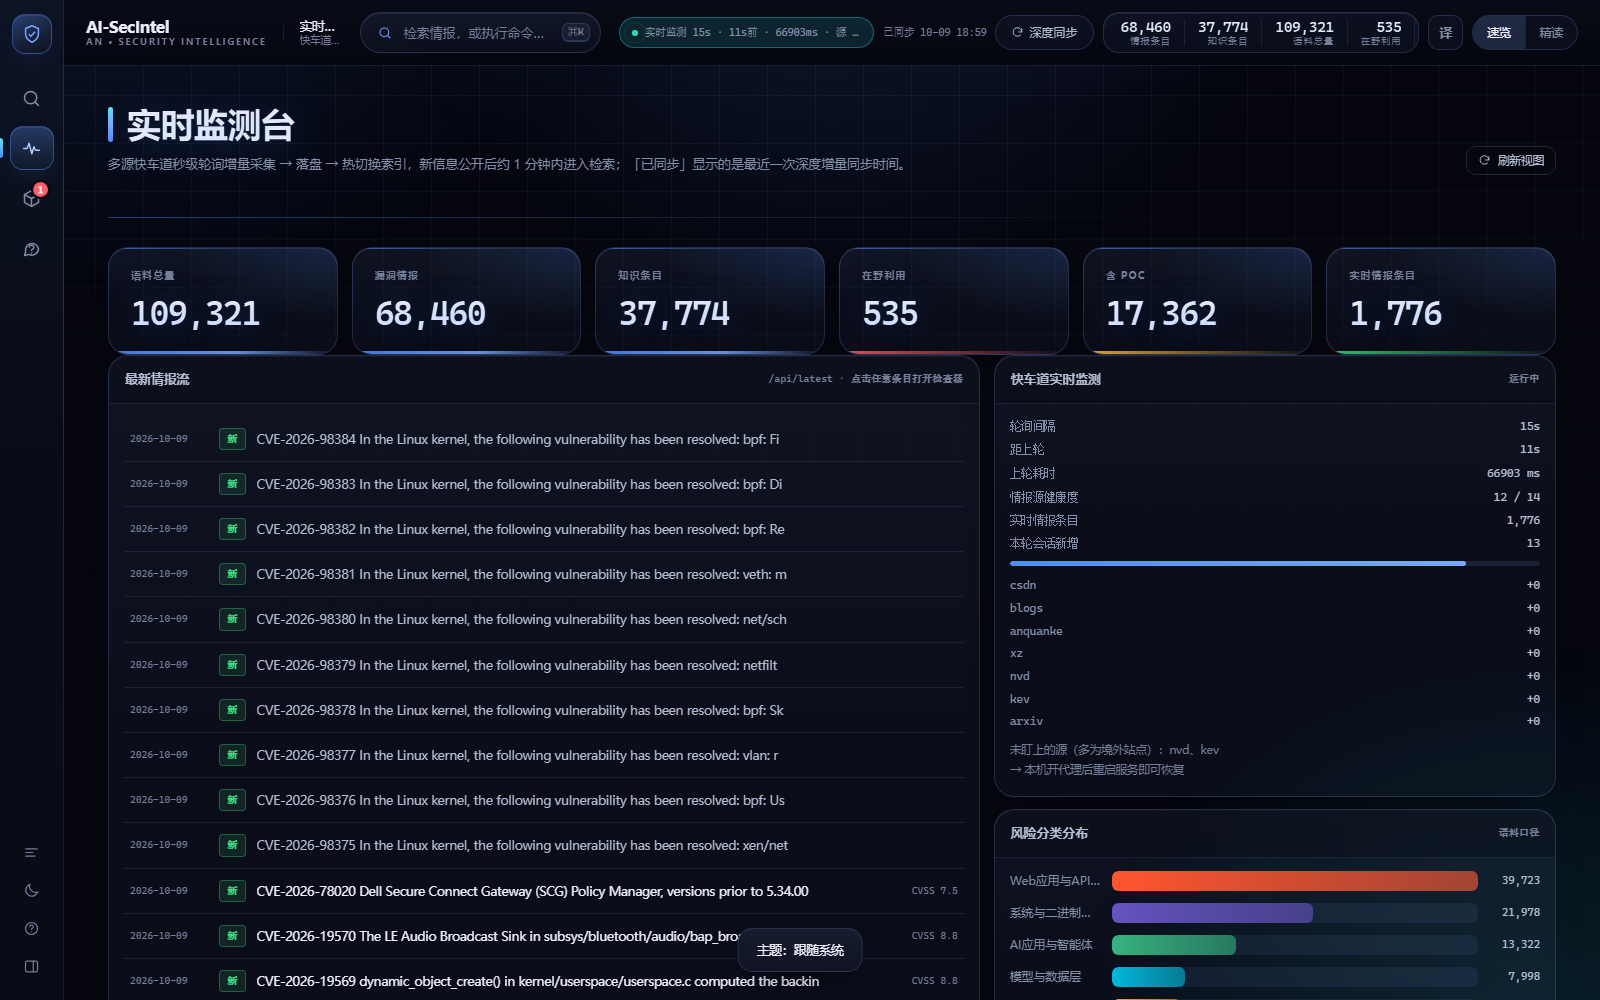 AI-SecIntel
AN • SECURITY INTELLIGENCE
实时...
快车道...
检索情报，或执行命令... ⌘K
实时监测 15s · 11s前 · 66903ms · 源 …
已同步 10-09 18:59
深度同步
68,460 情报条目
37,774 知识条目
109,321 语料总量
535 在野利用
译
速览 精读
1
实时监测台
多源快车道秒级轮询增量采集 → 落盘 → 热切换索引，新信息公开后约 1 分钟内进入检索；「已同步」显示的是最近一次深度增量同步时间。
刷新视图
语料总量
109,321
漏洞情报
68,460
知识条目
37,774
在野利用
535
含 POC
17,362
实时情报条目
1,776
最新情报流
/api/latest · 点击任意条目打开检查器
2026-10-09 新 CVE-2026-98384 In the Linux kernel, the following vulnerability has been resolved: bpf: Fi
2026-10-09 新 CVE-2026-98383 In the Linux kernel, the following vulnerability has been resolved: bpf: Di
2026-10-09 新 CVE-2026-98382 In the Linux kernel, the following vulnerability has been resolved: bpf: Re
2026-10-09 新 CVE-2026-98381 In the Linux kernel, the following vulnerability has been resolved: veth: m
2026-10-09 新 CVE-2026-98380 In the Linux kernel, the following vulnerability has been resolved: net/sch
2026-10-09 新 CVE-2026-98379 In the Linux kernel, the following vulnerability has been resolved: netfilt
2026-10-09 新 CVE-2026-98378 In the Linux kernel, the following vulnerability has been resolved: bpf: Sk
2026-10-09 新 CVE-2026-98377 In the Linux kernel, the following vulnerability has been resolved: vlan: r
2026-10-09 新 CVE-2026-98376 In the Linux kernel, the following vulnerability has been resolved: bpf: Us
2026-10-09 新 CVE-2026-98375 In the Linux kernel, the following vulnerability has been resolved: xen/net
2026-10-09 新 CVE-2026-78020 Dell Secure Connect Gateway (SCG) Policy Manager, versions prior to 5.34.00 CVSS 7.5
2026-10-09 新 CVE-2026-19570 The LE Audio Broadcast Sink in subsys/bluetooth/audio/bap_bro CVSS 8.8
2026-10-09 新 CVE-2026-19569 dynamic_object_create() in kernel/userspace/userspace.c computed the backin CVSS 8.8
主题：跟随系统
快车道实时监测 运行中
轮询间隔 15s
距上轮 11s
上轮耗时 66903 ms
情报源健康度 12 / 14
实时情报条目 1,776
本轮会话新增 13
csdn +0
blogs +0
anquanke +0
xz +0
nvd +0
kev +0
arxiv +0
未盯上的源（多为境外站点）：nvd、kev
→ 本机开代理后重启服务即可恢复
风险分类分布 语料口径
Web应用与API... 39,723
系统与二进制... 21,978
AI应用与智能体 13,322
模型与数据层 7,998